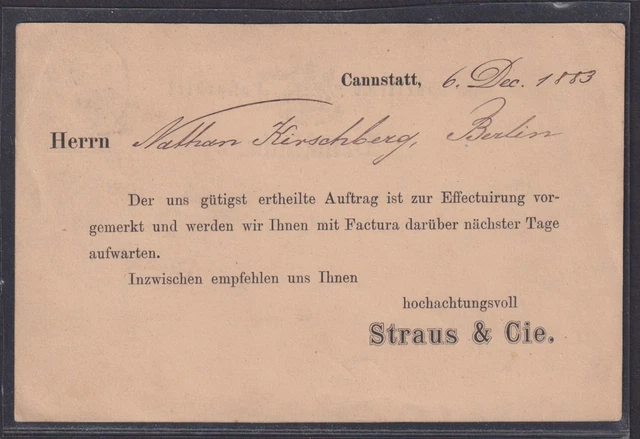 Cannstatt, 6. Dec. 1883
Herrn Nathan Kirschberg, Berlin
Der uns gütigst ertheilte Auftrag ist zur Effectuirung vor-
gemerkt und werden wir Ihnen mit Factura darüber nächster Tage
aufwarten.
Inzwischen empfehlen uns Ihnen
hochachtungsvoll
Straus & Cie.